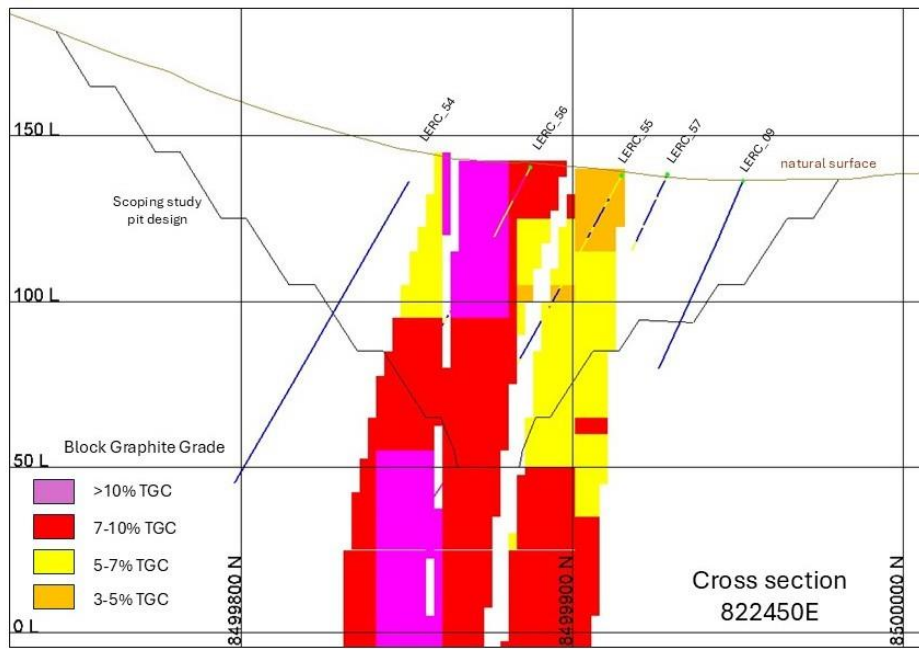 LERC_54
LERC_56
LERC_55
LERC_57
LERC_09
150 L
natural surface
Scoping study
pit design
100 L
50 L
Block Graphite Grade
>10% TGC
7-10% TGC
5-7% TGC
3-5% TGC
0 L
8499800 N
8499900 N
8500000 N
Cross section
822450E